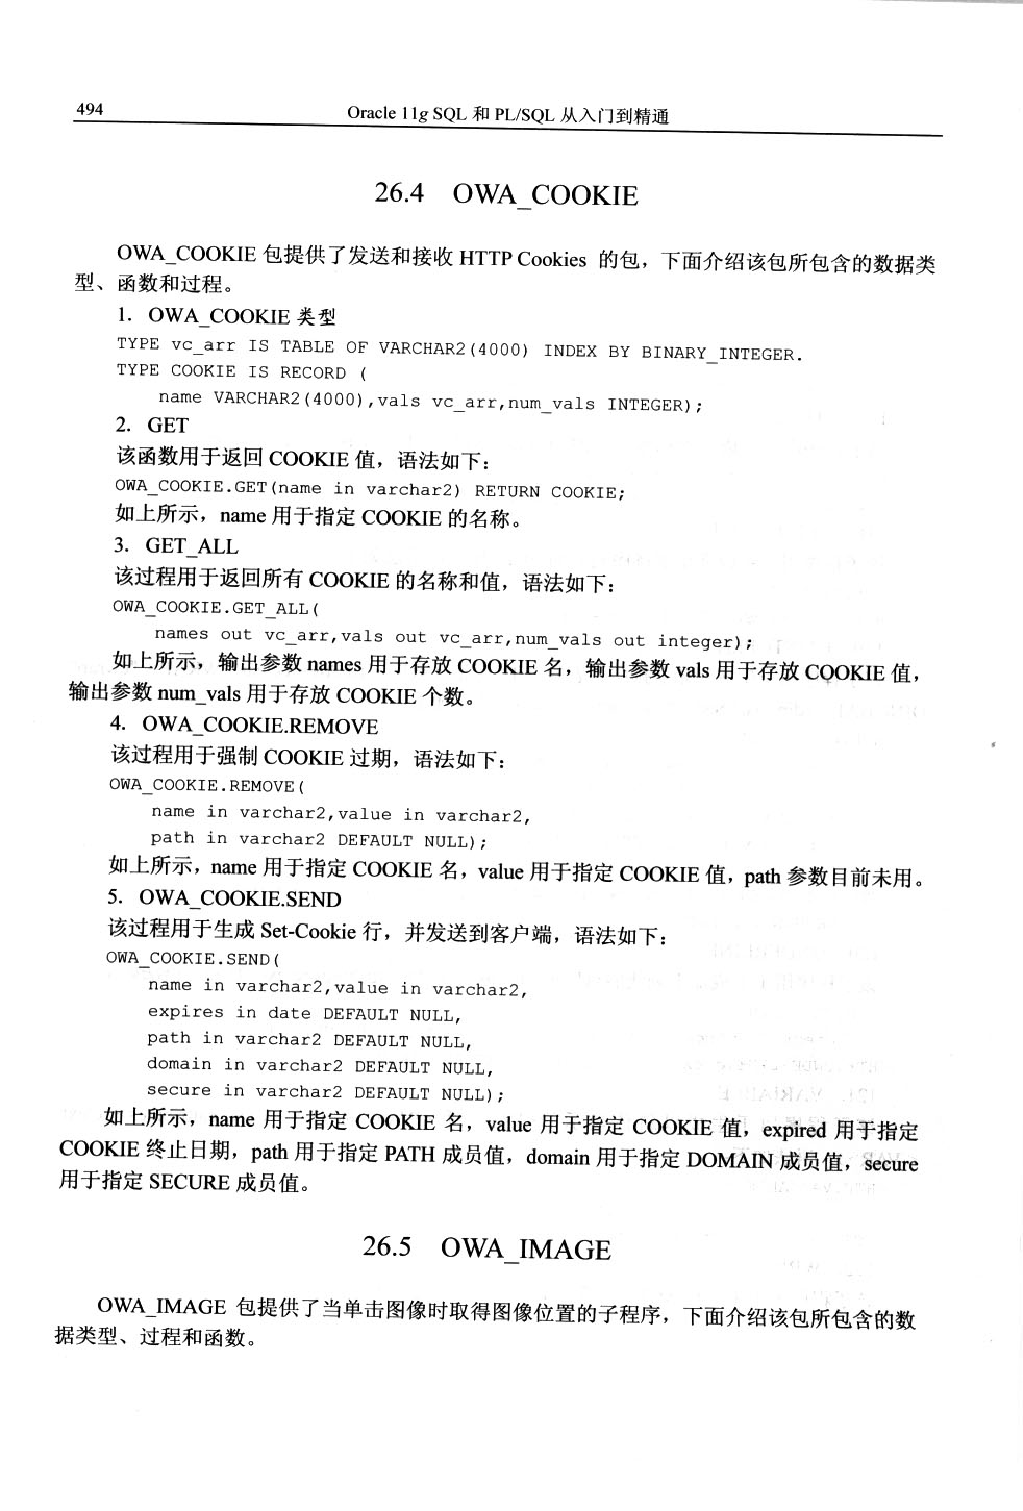 494
Oracle 11g SQL 和 PL/SQL 从入门到精通
26.4 OWA_COOKIE
OWA_COOKIE 包提供了发送和接收 HTTP Cookies 的包，下面介绍该包所包含的数据类
型、函数和过程。
1. OWA_COOKIE 类型
TYPE vc_arr IS TABLE OF VARCHAR2(4000) INDEX BY BINARY_INTEGER.
TYPE COOKIE IS RECORD (
name VARCHAR2(4000),vals vc_arr,num_vals INTEGER);
2. GET
该函数用于返回 COOKIE 值，语法如下：
OWA_COOKIE.GET(name in varchar2) RETURN COOKIE;
如上所示，name 用于指定 COOKIE 的名称。
3. GET_ALL
该过程用于返回所有 COOKIE 的名称和值，语法如下：
OWA_COOKIE.GET_ALL(
names out vc_arr,vals out vc_arr,num_vals out integer);
如上所示，输出参数 names 用于存放 COOKIE 名，输出参数 vals 用于存放 COOKIE 值，
输出参数 num_vals 用于存放 COOKIE 个数。
4. OWA_COOKIE.REMOVE
该过程用于强制 COOKIE 过期，语法如下：
OWA_COOKIE.REMOVE(
name in varchar2,value in varchar2,
path in varchar2 DEFAULT NULL);
如上所示，name 用于指定 COOKIE 名，value 用于指定 COOKIE 值，path 参数目前未用。
5. OWA_COOKIE.SEND
该过程用于生成 Set-Cookie 行，并发送到客户端，语法如下：
OWA_COOKIE.SEND(
name in varchar2,value in varchar2,
expires in date DEFAULT NULL,
path in varchar2 DEFAULT NULL,
domain in varchar2 DEFAULT NULL,
secure in varchar2 DEFAULT NULL);
如上所示，name 用于指定 COOKIE 名，value 用于指定 COOKIE 值，expired 用于指定
COOKIE 终止日期，path 用于指定 PATH 成员值，domain 用于指定 DOMAIN 成员值，secure
用于指定 SECURE 成员值。
26.5 OWA_IMAGE
OWA_IMAGE 包提供了当单击图像时取得图像位置的子程序，下面介绍该包所包含的数
据类型、过程和函数。